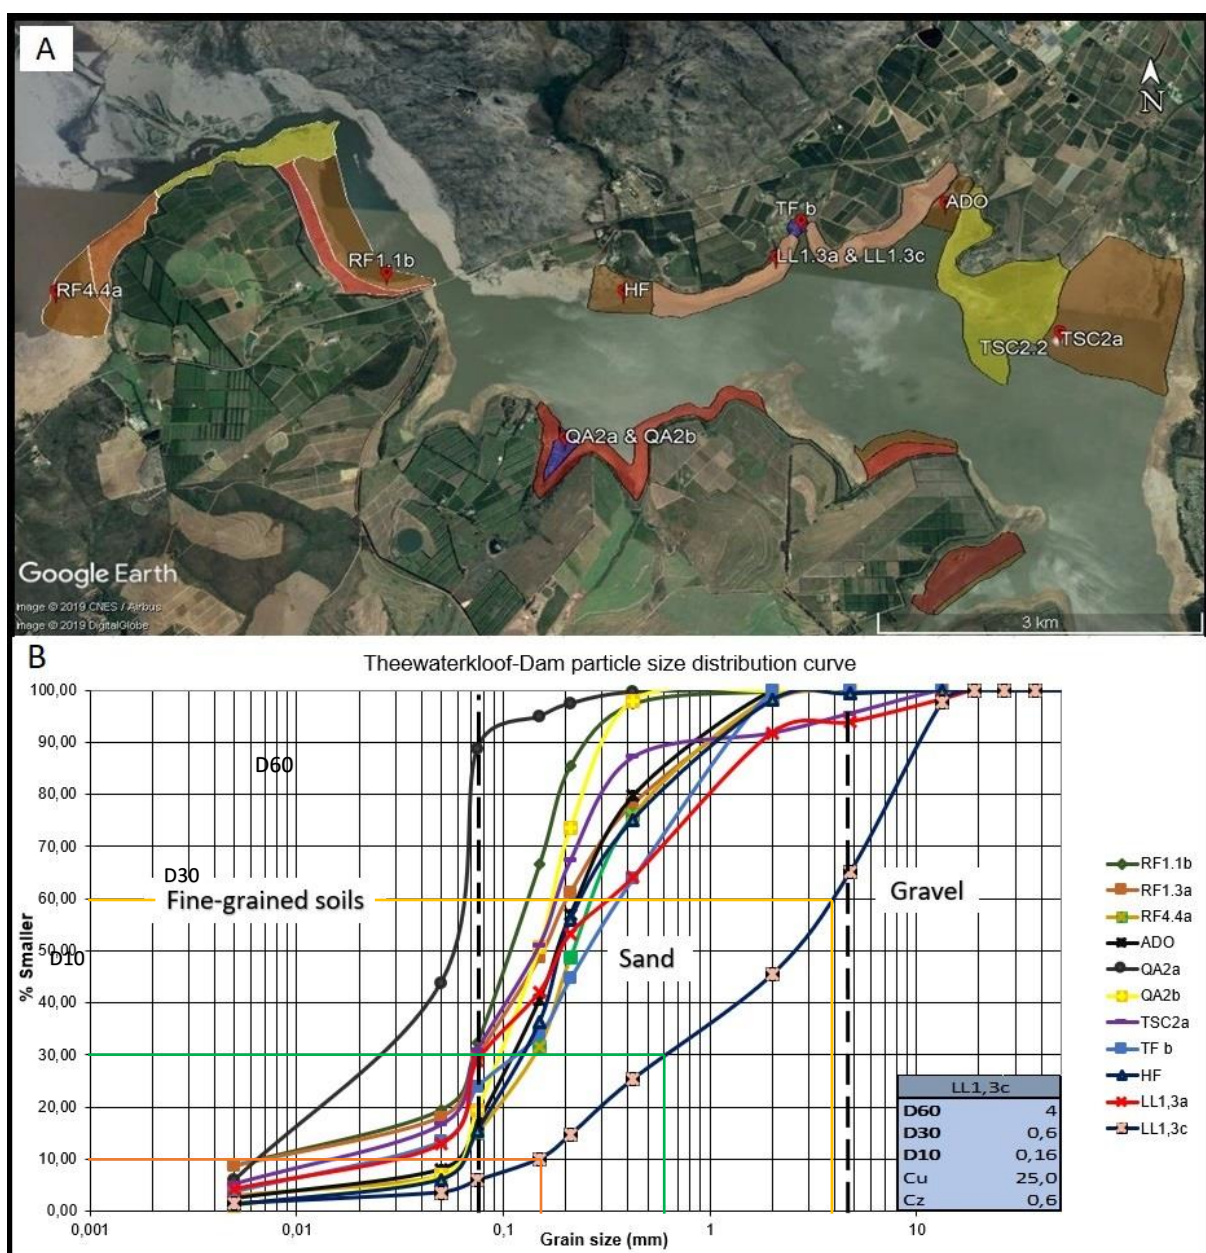 A
N
TF b
ADO
RF1.1b
LL1.3a & LL1.3c
RF4.4a
HF
TSC2.2
TSC2a
QA2a & QA2b
Google Earth
Image © 2019 CNES / Airbus
Image © 2019 DigitalGlobe
3 km
B
Theewaterkloof-Dam particle size distribution curve
100,00
90,00
80,00
70,00
60,00
50,00
40,00
30,00
20,00
10,00
0,00
% Smaller
D60
D30
D10
Fine-grained soils
Sand
Gravel
RF1.1b
RF1.3a
RF4.4a
ADO
QA2a
QA2b
TSC2a
TF b
HF
LL1,3a
LL1,3c
LL1,3c
D60 4
D30 0,6
D10 0,16
Cu 25,0
Cz 0,6
0,001 0,01 0,1 1 10
Grain size (mm)